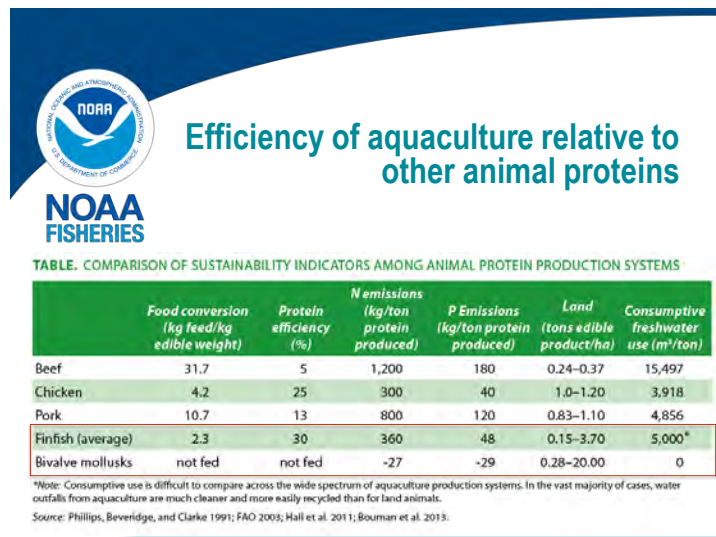 NATIONAL OCEANIC AND ATMOSPHERIC ADMINISTRATION
NOAA
U.S. DEPARTMENT OF COMMERCE
Efficiency of aquaculture relative to
other animal proteins
NOAA
FISHERIES
TABLE. COMPARISON OF SUSTAINABILITY INDICATORS AMONG ANIMAL PROTEIN PRODUCTION SYSTEMS
Food conversion (kg feed/kg edible weight) Protein efficiency (%) N emissions (kg/ton protein produced) P Emissions (kg/ton protein produced) Land (tons edible product/ha) Consumptive freshwater use (m³/ton)
Beef 31.7 5 1,200 180 0.24–0.37 15,497
Chicken 4.2 25 300 40 1.0–1.20 3,918
Pork 10.7 13 800 120 0.83–1.10 4,856
Finfish (average) 2.3 30 360 48 0.15–3.70 5,000*
Bivalve mollusks not fed not fed -27 -29 0.28–20.00 0
*Note: Consumptive use is difficult to compare across the wide spectrum of aquaculture production systems. In the vast majority of cases, water
outfalls from aquaculture are much cleaner and more easily recycled than for land animals.
Source: Phillips, Beveridge, and Clarke 1991; FAO 2003; Hall et al. 2011; Bouman et al. 2013.